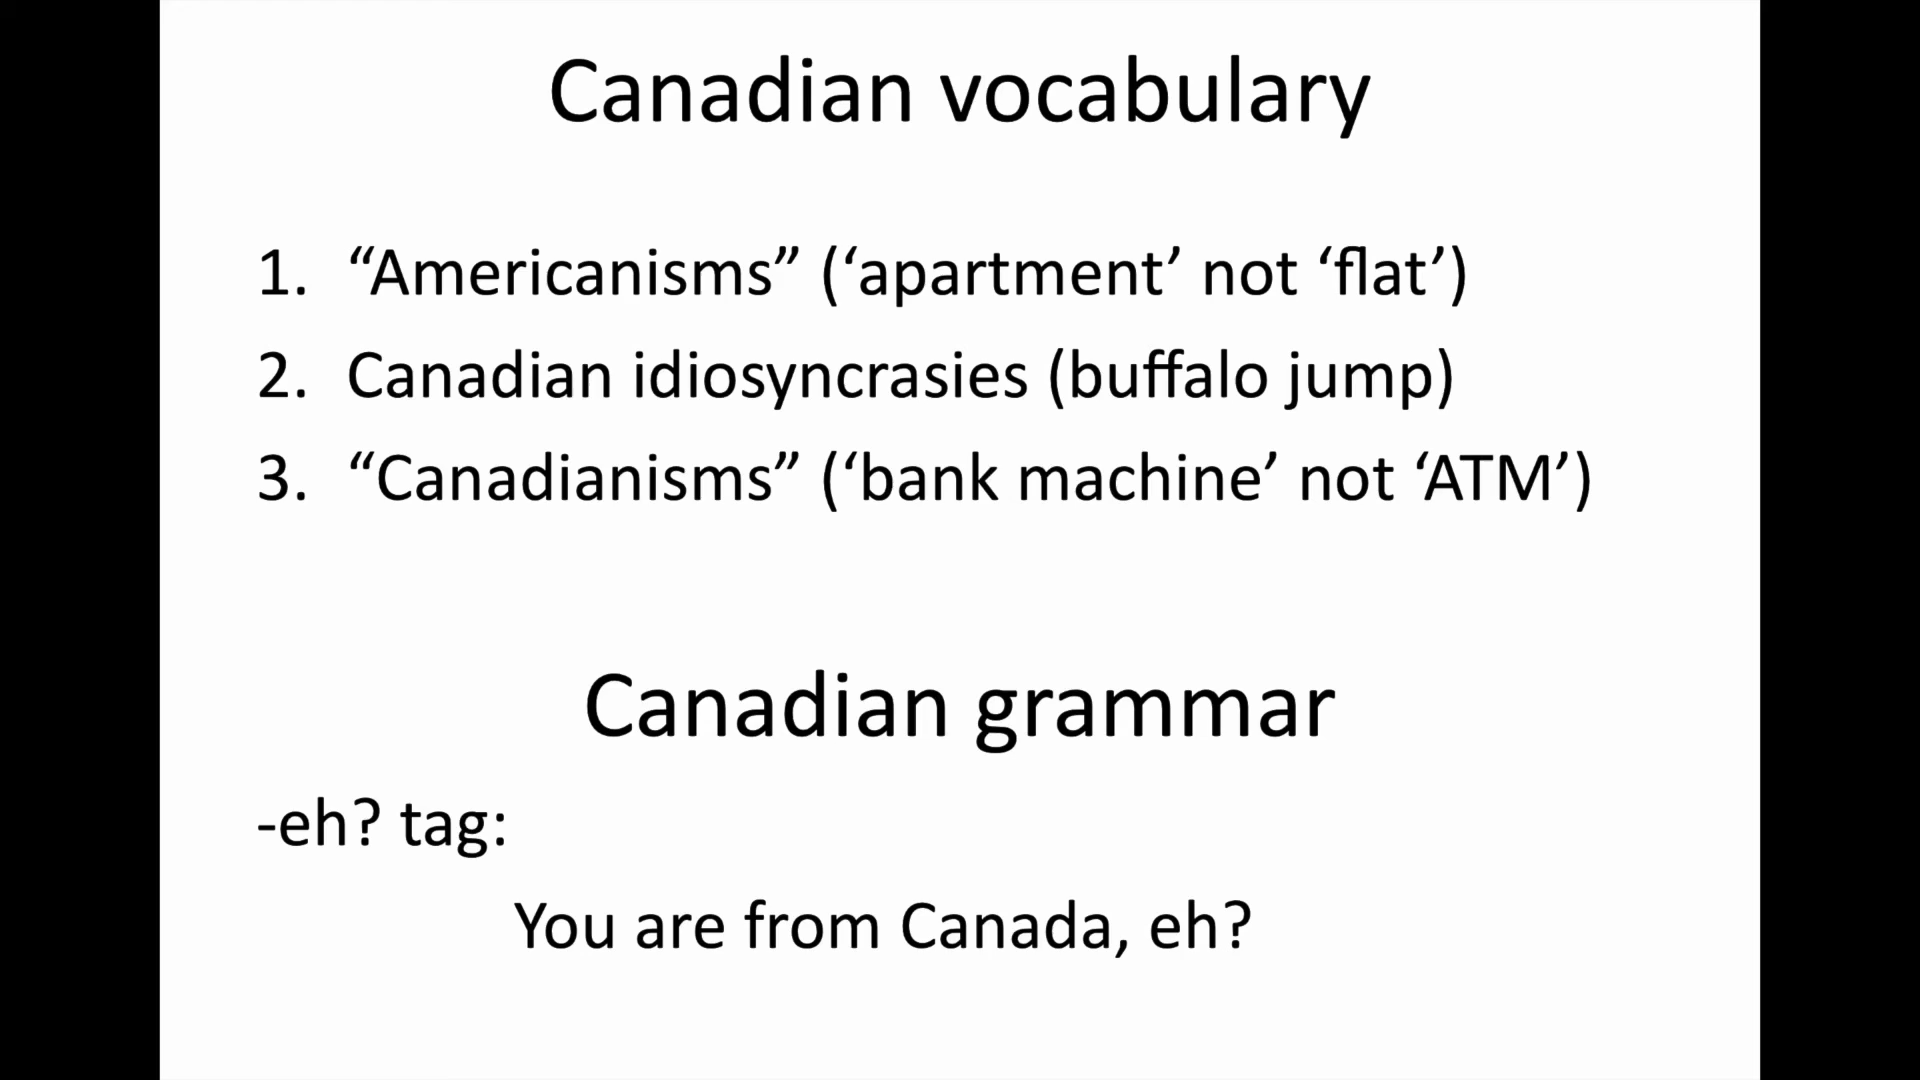 Canadian vocabulary
1. “Americanisms” (‘apartment’ not ‘flat’)
2. Canadian idiosyncrasies (buffalo jump)
3. “Canadianisms” (‘bank machine’ not ‘ATM’)
Canadian grammar
-eh? tag:
You are from Canada, eh?